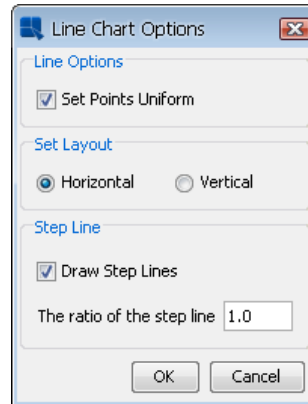 Line Chart Options
Line Options
Set Points Uniform
Set Layout
Horizontal Vertical
Step Line
Draw Step Lines
The ratio of the step line 1.0
OK Cancel